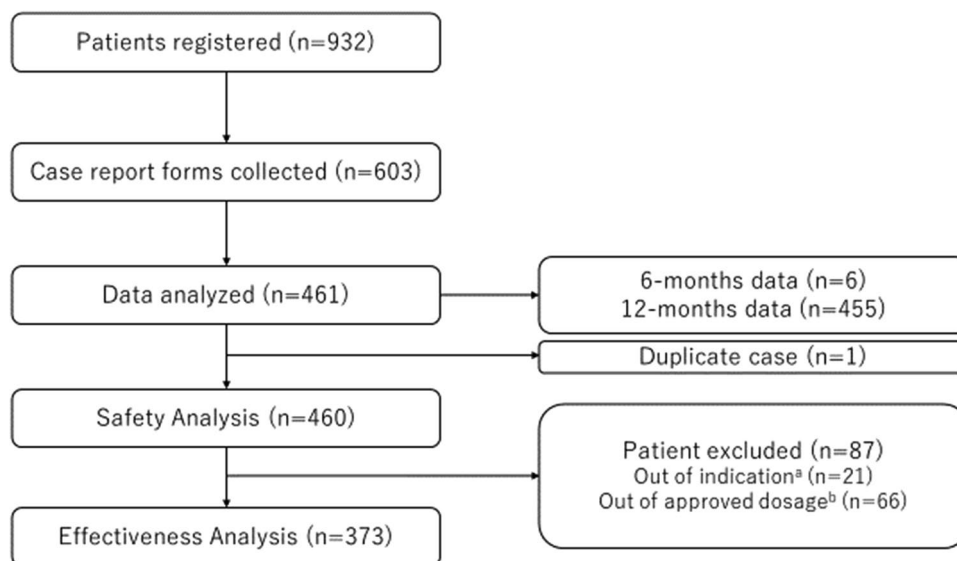 Patients registered (n=932)
Case report forms collected (n=603)
Data analyzed (n=461)
6-months data (n=6)
12-months data (n=455)
Duplicate case (n=1)
Safety Analysis (n=460)
Patient excluded (n=87)
Out of indicationᵃ (n=21)
Out of approved dosageᵇ (n=66)
Effectiveness Analysis (n=373)